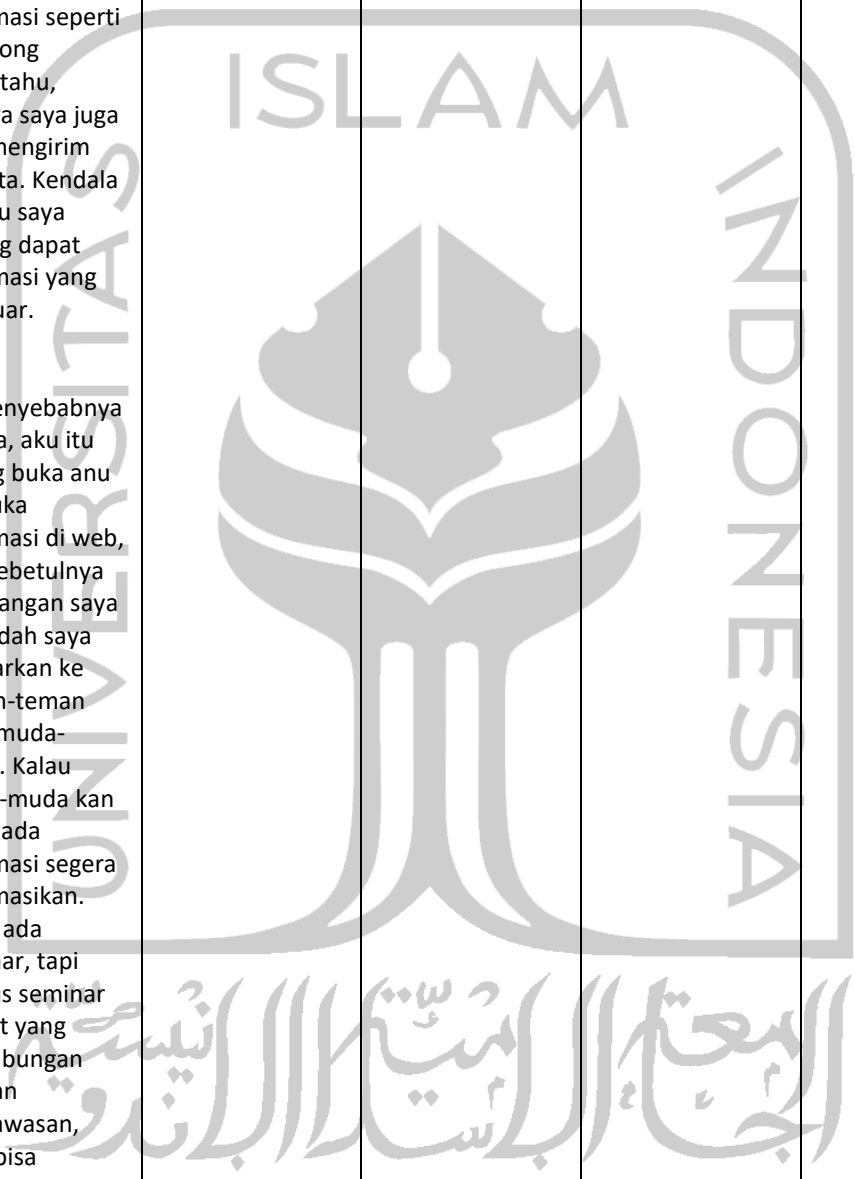 masi seperti
ong
tahu,
a saya juga
mengirim
ta. Kendala
u saya
g dapat
masi yang
uar.
enyebabnya
a, aku itu
g buka anu
uka
masi di web,
ebetulnya
angan saya
dah saya
arkan ke
n-teman
muda-
. Kalau
-muda kan
ada
masi segera
masikan.
ada
nar, tapi
s seminar
t yang
bungan
an
awasan,
bisa
ISLAM
UNIVERSITAS
INDONESIA